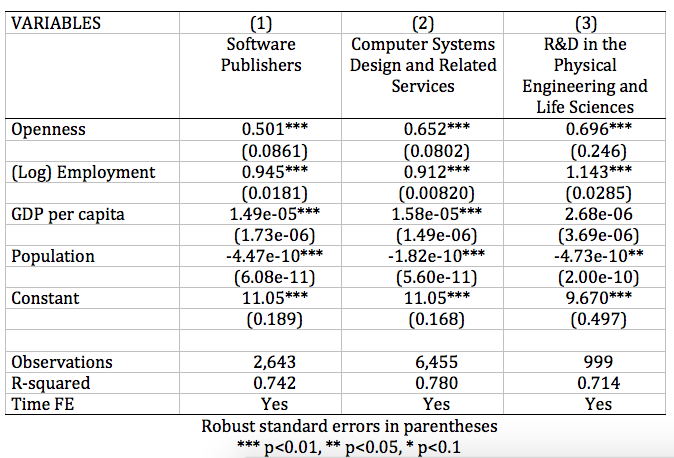 VARIABLES (1) (2) (3)
Software Computer Systems R&D in the
Publishers Design and Related Physical
Services Engineering and
Life Sciences
Openness 0.501*** 0.652*** 0.696***
(0.0861) (0.0802) (0.246)
(Log) Employment 0.945*** 0.912*** 1.143***
(0.0181) (0.00820) (0.0285)
GDP per capita 1.49e-05*** 1.58e-05*** 2.68e-06
(1.73e-06) (1.49e-06) (3.69e-06)
Population -4.47e-10*** -1.82e-10*** -4.73e-10**
(6.08e-11) (5.60e-11) (2.00e-10)
Constant 11.05*** 11.05*** 9.670***
(0.189) (0.168) (0.497)
Observations 2,643 6,455 999
R-squared 0.742 0.780 0.714
Time FE Yes Yes Yes
Robust standard errors in parentheses
*** p<0.01, ** p<0.05, * p<0.1